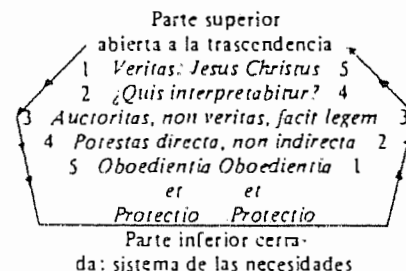 Parte superior
abierta a la trascendencia
1 Veritas: Jesus Christus 5
2 ¿Quis interpretabitur? 4
3 Auctoritas, non veritas, facit legem 3
4 Potestas directa, non indirecta 2
5 Oboedientia Oboedientia 1
et et
Protectio Protectio
Parte inferior cerra-
da: sistema de las necesidades